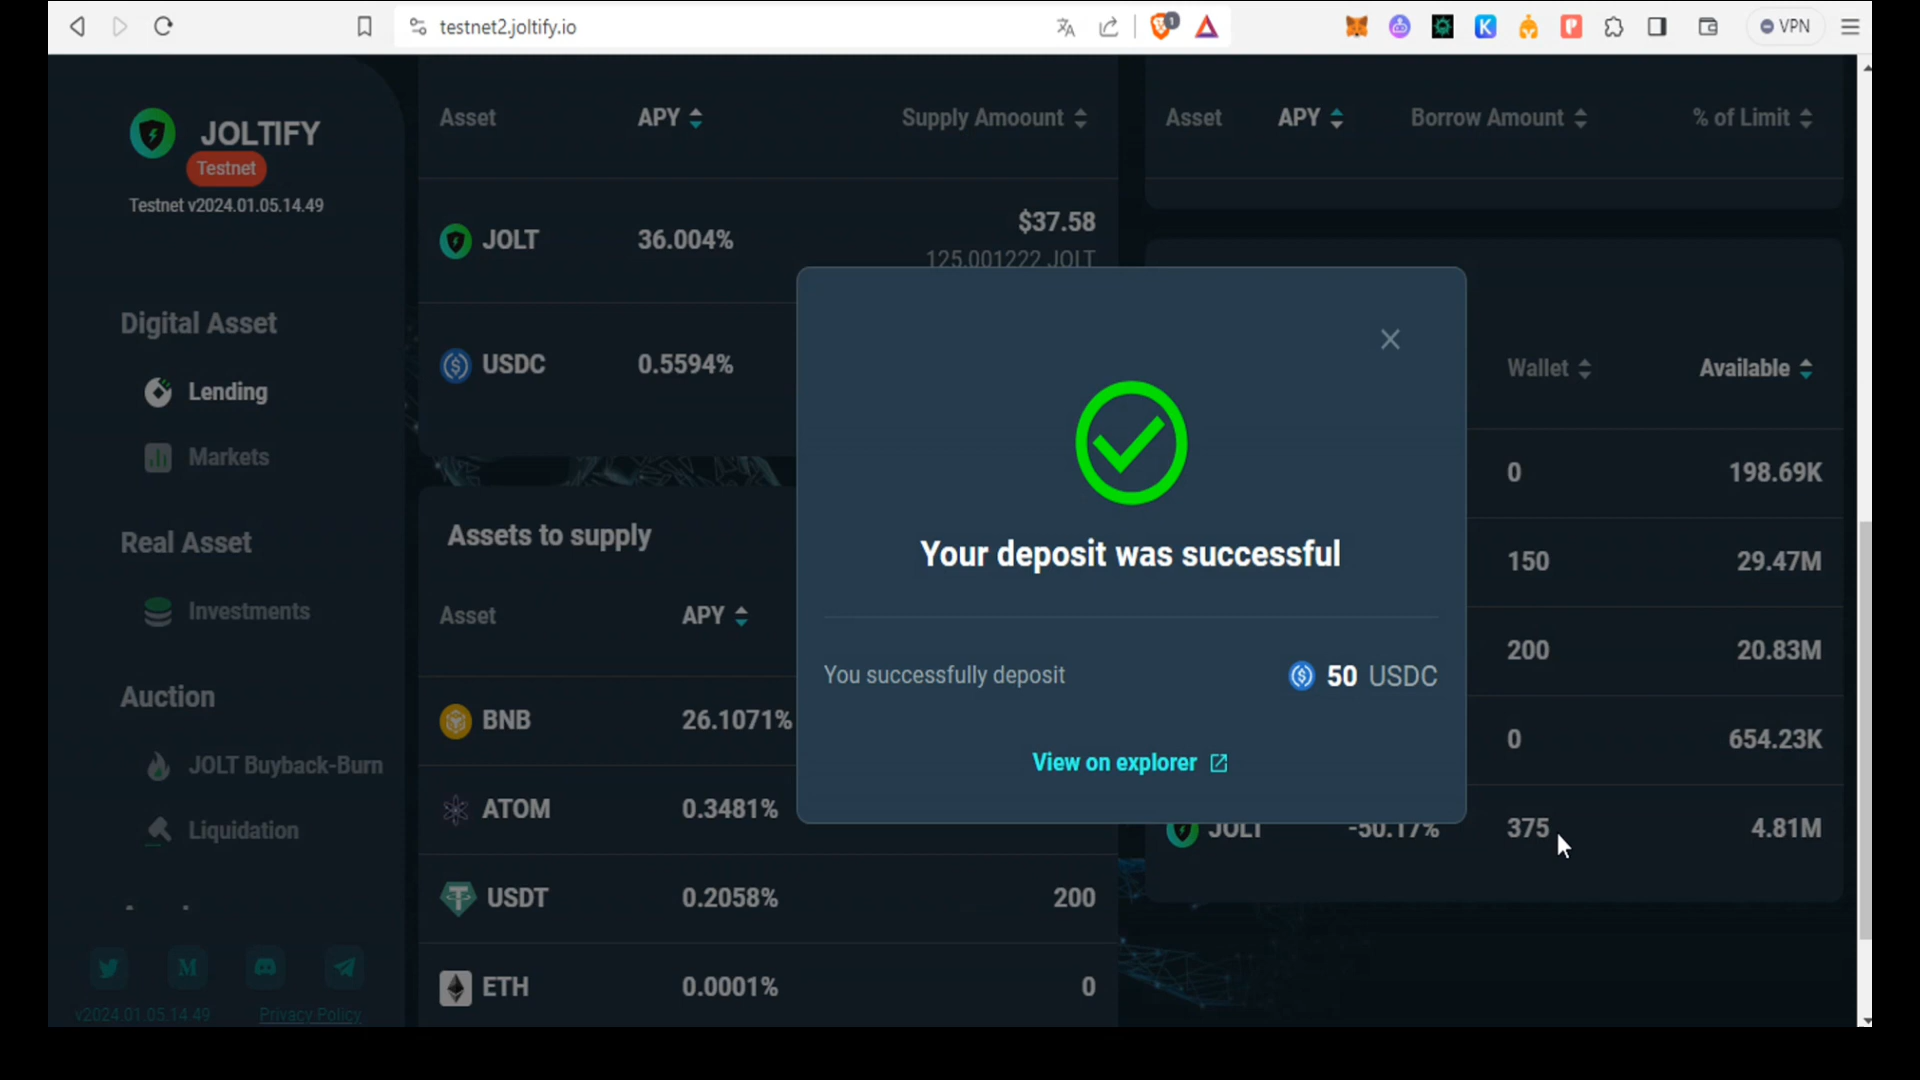 testnet2.joltify.io
1
VPN
JOLTIFY
Testnet
Testnet v2024.01.05.14.49
Digital Asset
Lending
Markets
Real Asset
Investments
Auction
JOLT Buyback-Burn
Liquidation
v2024.01.05.14.49 Privacy Policy
Asset APY Supply Amoount
JOLT 36.004% $37.58
125.001222 JOLT
USDC 0.5594%
Assets to supply
Asset APY
BNB 26.1071%
ATOM 0.3481%
USDT 0.2058% 200
ETH 0.0001% 0
Asset APY Borrow Amount % of Limit
Wallet Available
0 198.69K
150 29.47M
200 20.83M
0 654.23K
JOLT -50.17% 375 4.81M
Your deposit was successful
You successfully deposit 50 USDC
View on explorer